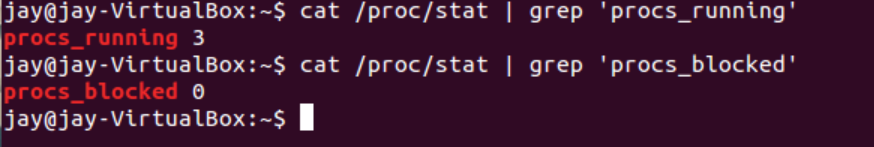 jay@jay-VirtualBox:~$ cat /proc/stat | grep 'procs_running'
procs_running 3
jay@jay-VirtualBox:~$ cat /proc/stat | grep 'procs_blocked'
procs_blocked 0
jay@jay-VirtualBox:~$